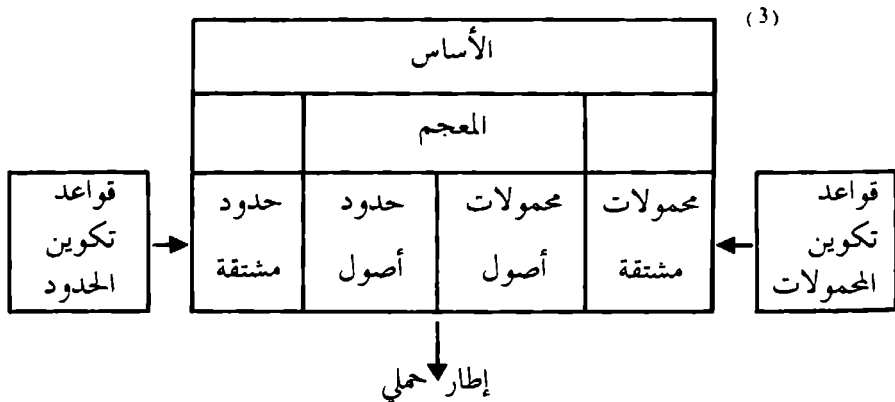 (3)
الأساس
المعجم
قواعد
تكوين
المحمولات
محمولات
مشتقة
محمولات
أصول
حدود
أصول
حدود
مشتقة
قواعد
تكوين
الحدود
إطار حملي